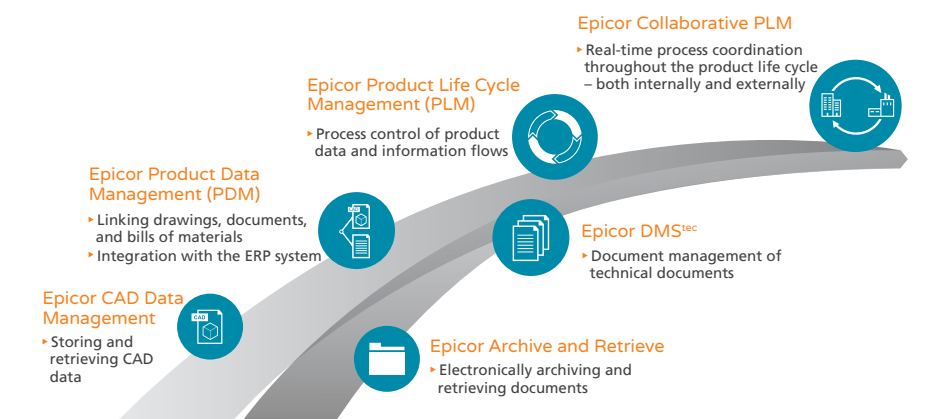 Epicor Collaborative PLM
‣ Real-time process coordination
throughout the product life cycle
– both internally and externally
Epicor Product Life Cycle
Management (PLM)
‣ Process control of product
data and information flows
Epicor Product Data
Management (PDM)
‣ Linking drawings, documents,
and bills of materials
‣ Integration with the ERP system
CAD
Epicor DMStec
‣ Document management of
technical documents
Epicor CAD Data
Management
‣ Storing and
retrieving CAD
data
CAD
Epicor Archive and Retrieve
‣ Electronically archiving and
retrieving documents